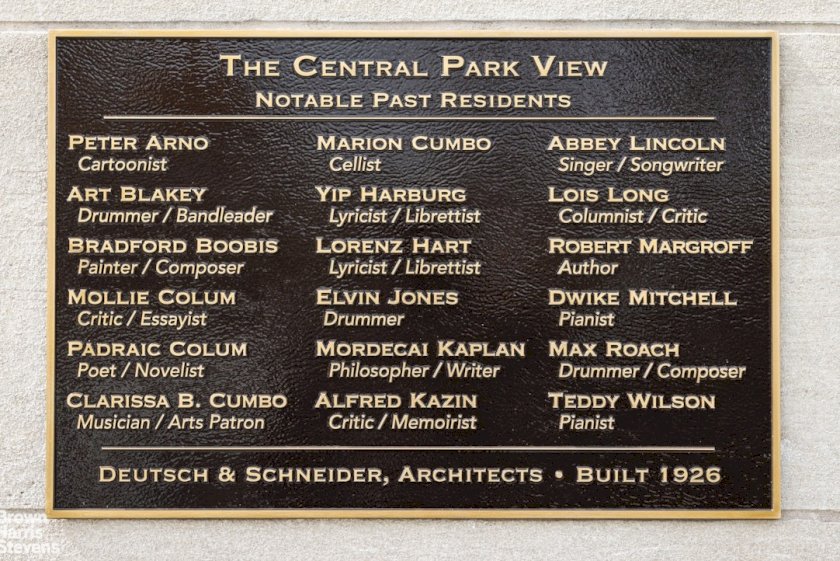 THE CENTRAL PARK VIEW
NOTABLE PAST RESIDENTS
PETER ARNO
Cartoonist
ART BLAKEY
Drummer / Bandleader
BRADFORD BOOBIS
Painter / Composer
MOLLIE COLUM
Critic / Essayist
PADRAIC COLUM
Poet / Novelist
CLARISSA B. CUMBO
Musician / Arts Patron
MARION CUMBO
Cellist
YIP HARBURG
Lyricist / Librettist
LORENZ HART
Lyricist / Librettist
ELVIN JONES
Drummer
MORDECAI KAPLAN
Philosopher / Writer
ALFRED KAZIN
Critic / Memoirist
ABBEY LINCOLN
Singer / Songwriter
LOIS LONG
Columnist / Critic
ROBERT MARGROFF
Author
DWIKE MITCHELL
Pianist
MAX ROACH
Drummer / Composer
TEDDY WILSON
Pianist
DEUTSCH & SCHNEIDER, ARCHITECTS • BUILT 1926
Brown
Harris
Stevens